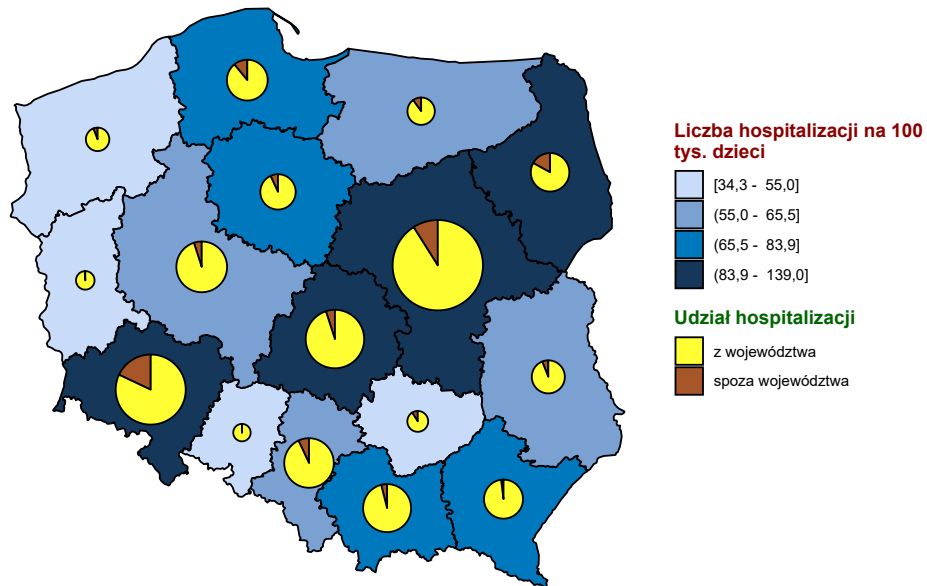 Liczba hospitalizacji na 100
tys. dzieci
[34,3 - 55,0]
(55,0 - 65,5]
(65,5 - 83,9]
(83,9 - 139,0]
Udział hospitalizacji
z województwa
spoza województwa